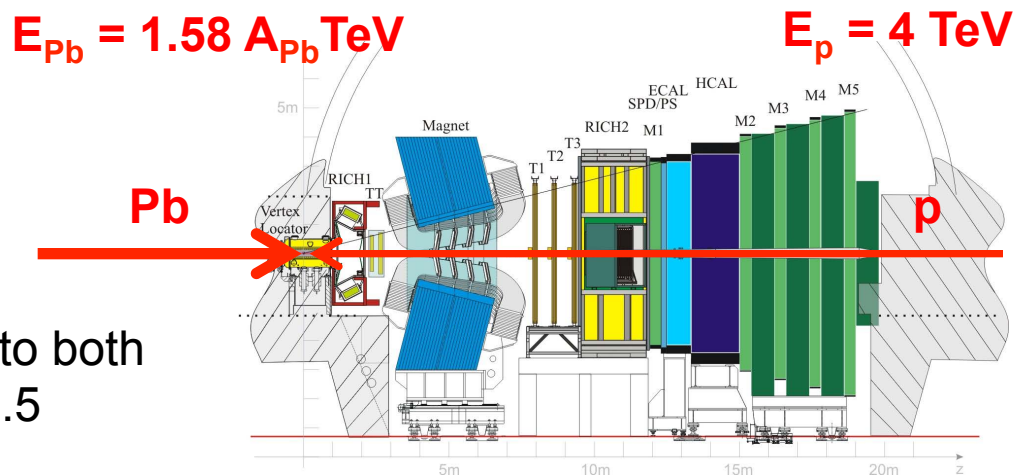 E_Pb = 1.58 A_Pb TeV
E_p = 4 TeV
5m
Magnet
SPD/PS
ECAL
HCAL
M1
M2
M3
M4
M5
RICH2
T1
T2
T3
RICH1
TT
Pb
p
Vertex
Locator
to both
.5
5m
10m
15m
20m
z